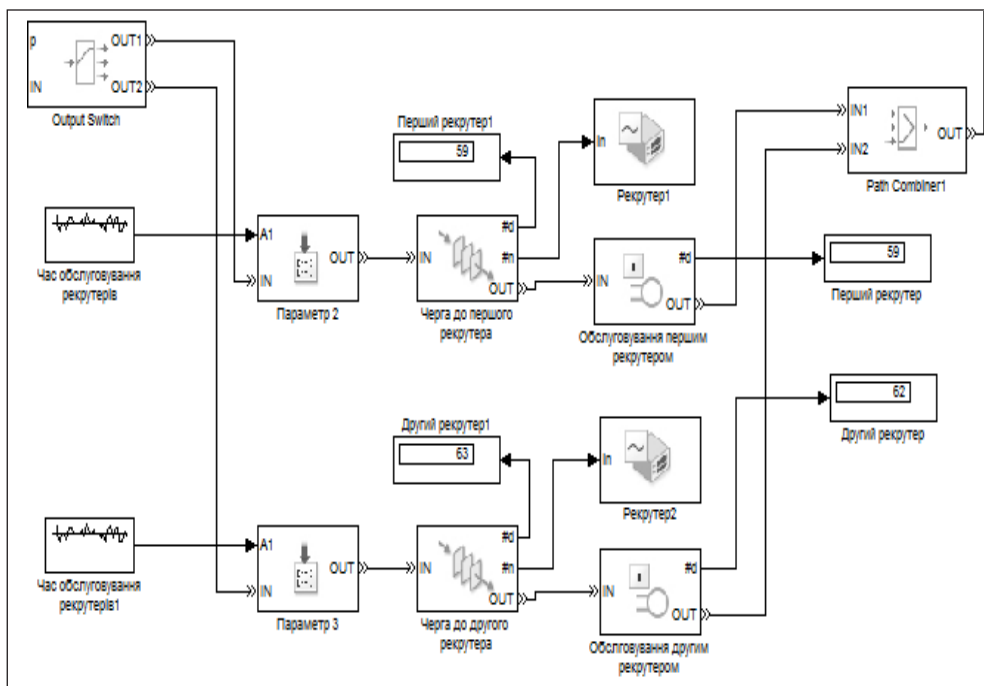 p
OUT1
IN
OUT2
Output Switch
Перший рекрутер1
59
In
Рекрутер1
IN1
IN2
OUT
Path Combiner1
Час обслуговування
рекрутерів
A1
IN
OUT
Параметр 2
IN
#d
#n
OUT
Черга до першого
рекрутера
IN
#d
OUT
Обслуговування першим
рекрутером
59
Перший рекрутер
62
Другий рекрутер
Другий рекрутер1
63
In
Рекрутер2
Час обслуговування
рекрутерів1
A1
IN
OUT
Параметр 3
IN
#d
#n
OUT
Черга до другого
рекрутера
IN
#d
OUT
Обслговування другим
рекрутером